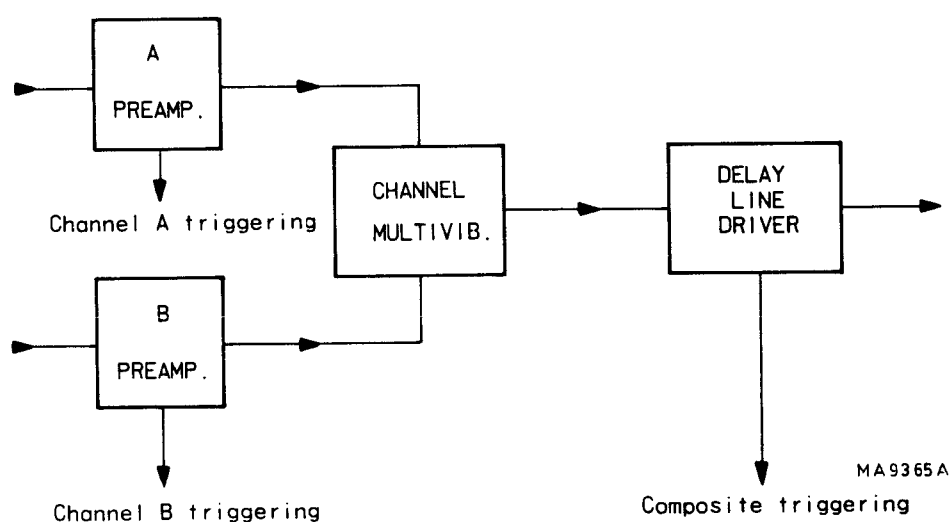 A
PREAMP.
Channel A triggering
CHANNEL
MULTIVIB.
DELAY
LINE
DRIVER
B
PREAMP.
Channel B triggering
Composite triggering
MA9365A